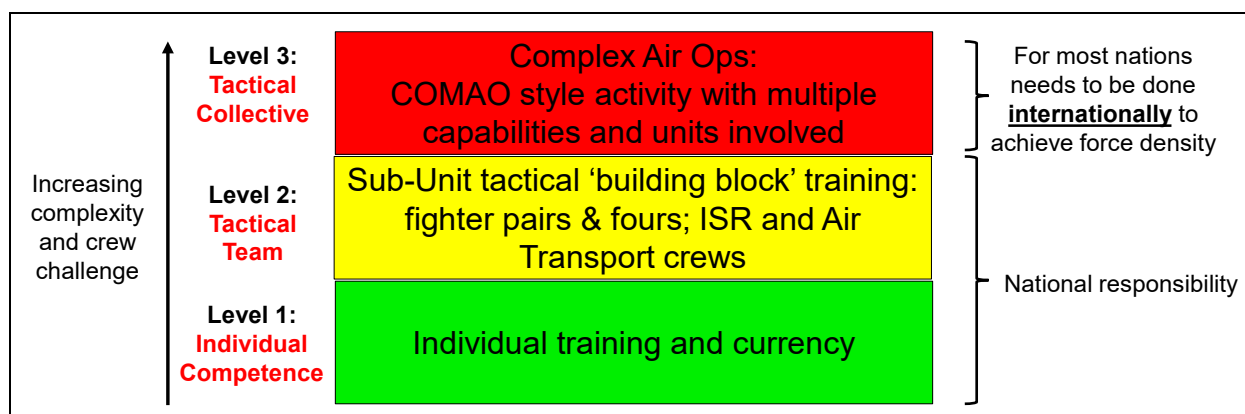 Increasing
complexity
and crew
challenge
Level 3:
Tactical
Collective
Complex Air Ops:
COMAO style activity with multiple
capabilities and units involved
For most nations
needs to be done
internationally to
achieve force density
Level 2:
Tactical
Team
Sub-Unit tactical ‘building block’ training:
fighter pairs & fours; ISR and Air
Transport crews
Level 1:
Individual
Competence
Individual training and currency
National responsibility